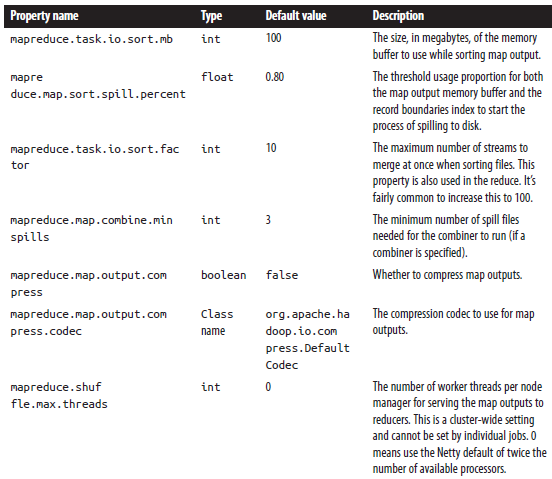 Property name Type Default value Description
mapreduce.task.io.sort.mb int 100 The size, in megabytes, of the memory
buffer to use while sorting map output.
mapre float 0.80 The threshold usage proportion for both
duce.map.sort.spill.percent the map output memory buffer and the
record boundaries index to start the
process of spilling to disk.
mapreduce.task.io.sort.fac int 10 The maximum number of streams to
tor merge at once when sorting files. This
property is also used in the reduce. It’s
fairly common to increase this to 100.
mapreduce.map.combine.min int 3 The minimum number of spill files
spills needed for the combiner to run (if a
combiner is specified).
mapreduce.map.output.com boolean false Whether to compress map outputs.
press
mapreduce.map.output.com Class org.apache.ha The compression codec to use for map
press.codec name doop.io.com outputs.
press.Default
Codec
mapreduce.shuf int 0 The number of worker threads per node
fle.max.threads manager for serving the map outputs to
reducers. This is a cluster-wide setting
and cannot be set by individual jobs. 0
means use the Netty default of twice the
number of available processors.